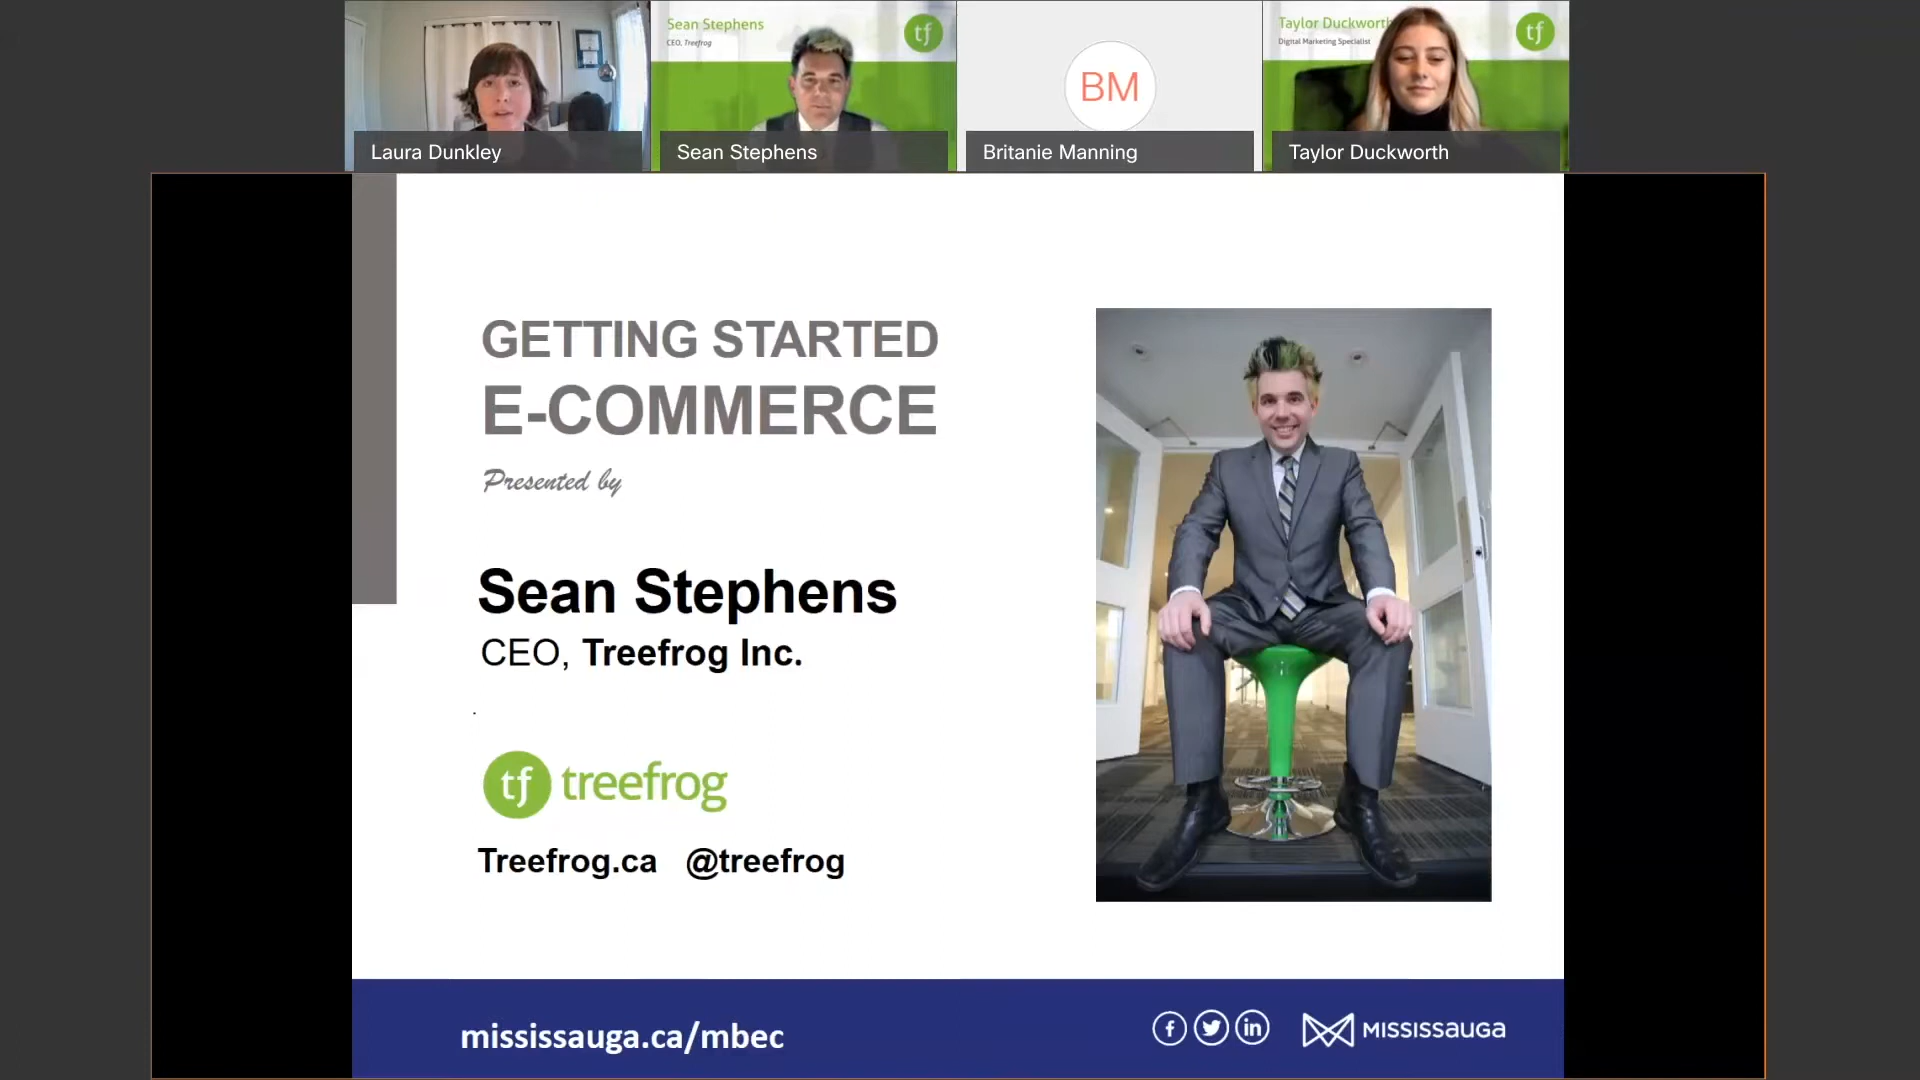 Sean Stephens
CEO, Treefrog
tf
BM
Taylor Duckworth
Digital Marketing Specialist
tf
Laura Dunkley
Sean Stephens
Britanie Manning
Taylor Duckworth
GETTING STARTED
E-COMMERCE
Presented by
Sean Stephens
CEO, Treefrog Inc.
.
tf treefrog
Treefrog.ca @treefrog
mississauga.ca/mbec
f in MISSISSAUGA